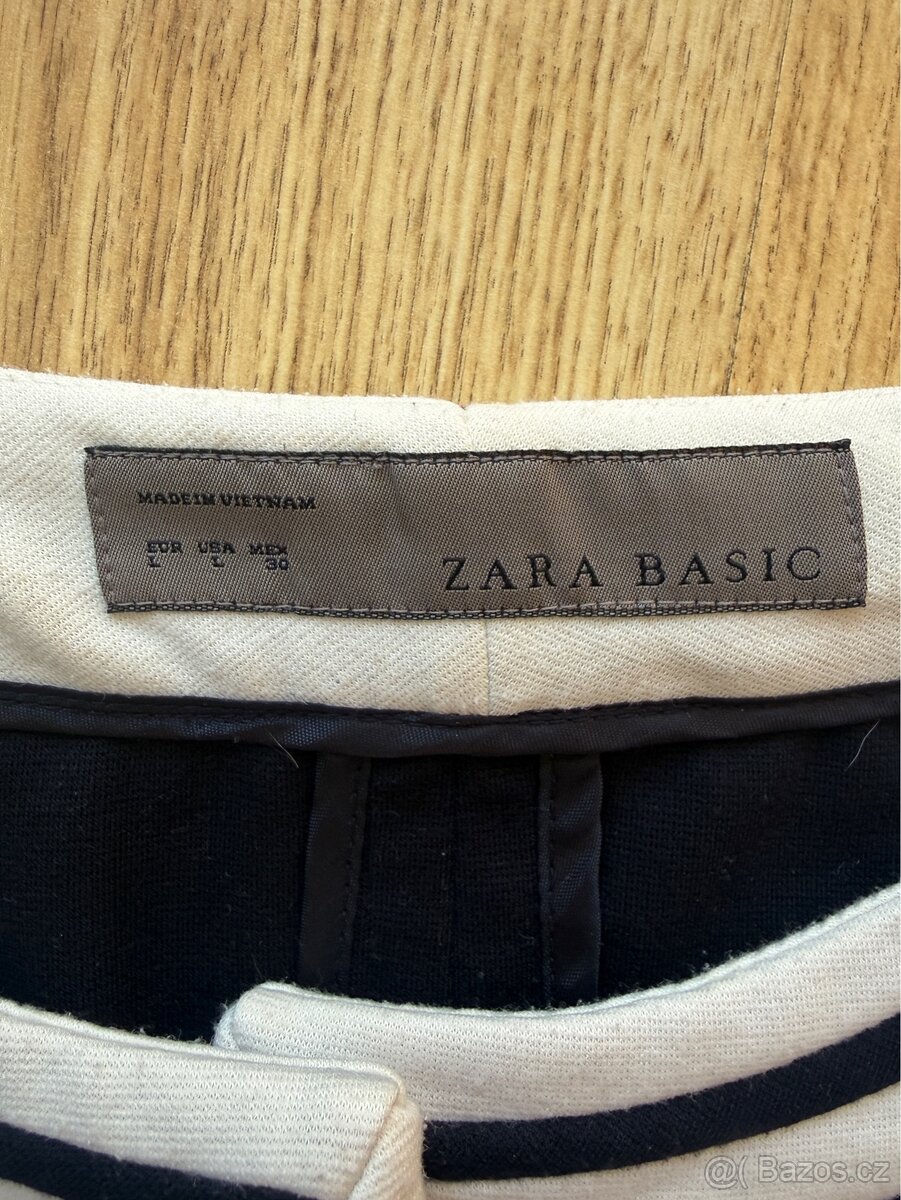 MADE IN VIETNAM
EUR USA MEX
L L 30
ZARA BASIC
@( Bazos.cz